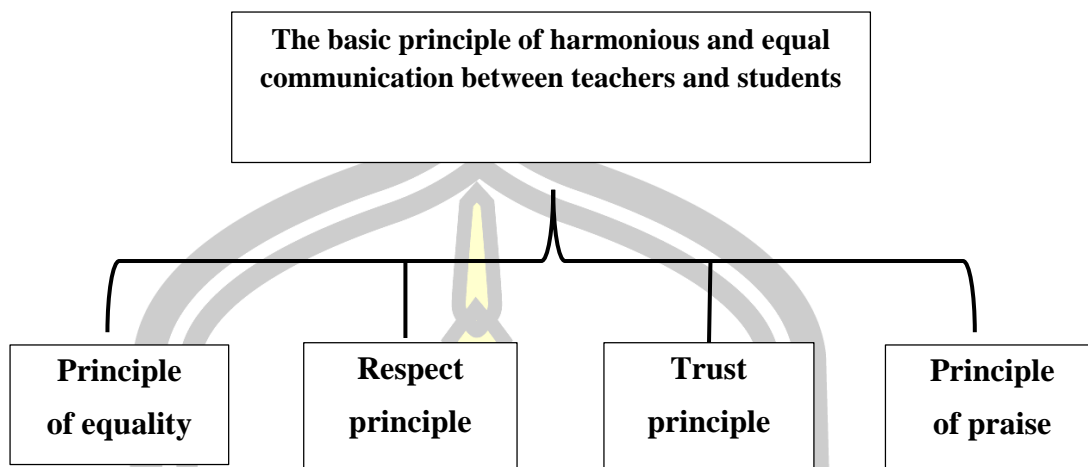 The basic principle of harmonious and equal
communication between teachers and students
Principle
of equality
Respect
principle
Trust
principle
Principle
of praise